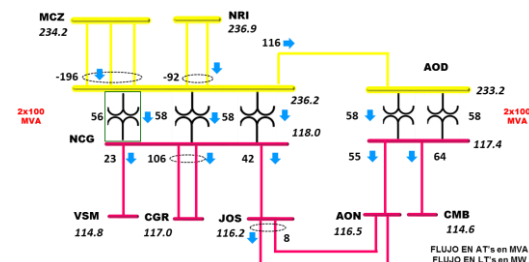 MCZ
234.2
NRI
236.9
116
AOD
-196
-92
236.2
233.2
2x100
MVA
56
58
58
58
58
2x100
MVA
NCG
118.0
117.4
23
106
42
55
64
VSM
114.8
CGR
117.0
JOS
116.2
8
AON
116.5
CMB
114.6
FLUJO EN AT's en MVA
FLUJO EN LT's en MW